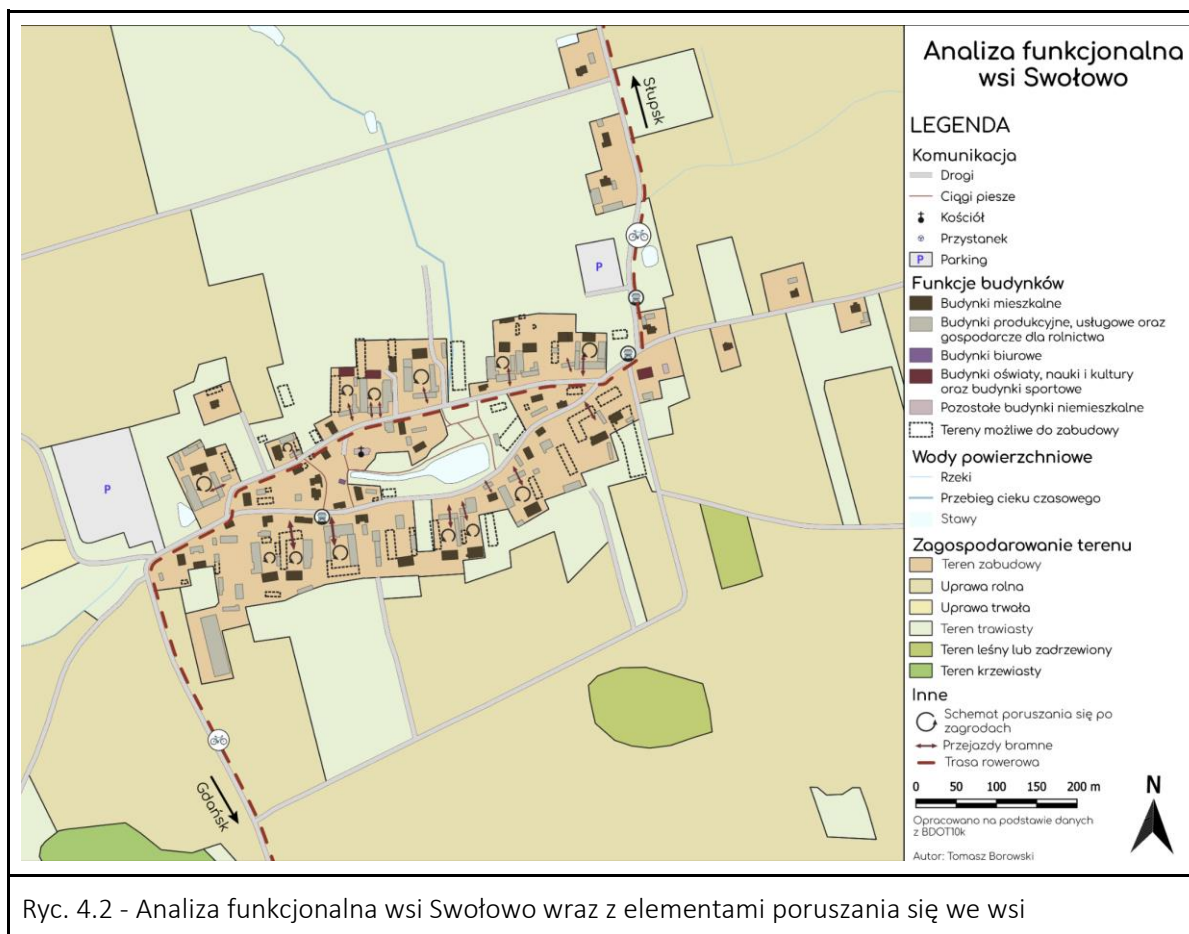 Analiza funkcjonalna
wsi Swołowo
LEGENDA
Komunikacja
Drogi
Ciągi piesze
Kościół
Przystanek
P Parking
Funkcje budynków
Budynki mieszkalne
Budynki produkcyjne, usługowe oraz
gospodarcze dla rolnictwa
Budynki biurowe
Budynki oświaty, nauki i kultury
oraz budynki sportowe
Pozostałe budynki niemieszkalne
Tereny możliwe do zabudowy
Wody powierzchniowe
Rzeki
Przebieg cieku czasowego
Stawy
Zagospodarowanie terenu
Teren zabudowy
Uprawa rolna
Uprawa trwała
Teren trawiasty
Teren leśny lub zadrzewiony
Teren krzewiasty
Inne
Schemat poruszania się po
zagrodach
Przejazdy bramne
Trasa rowerowa
0 50 100 150 200 m
N
Opracowano na podstawie danych
z BDOT10k
Autor: Tomasz Borowski
Słupsk
P
P
Gdańsk
Ryc. 4.2 - Analiza funkcjonalna wsi Swołowo wraz z elementami poruszania się we wsi